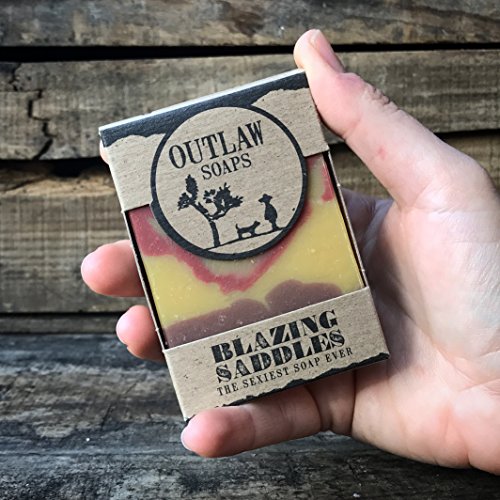 OUTLAW
SOAPS
BLAZING
SADDLES
THE SEXIEST SOAP EVER